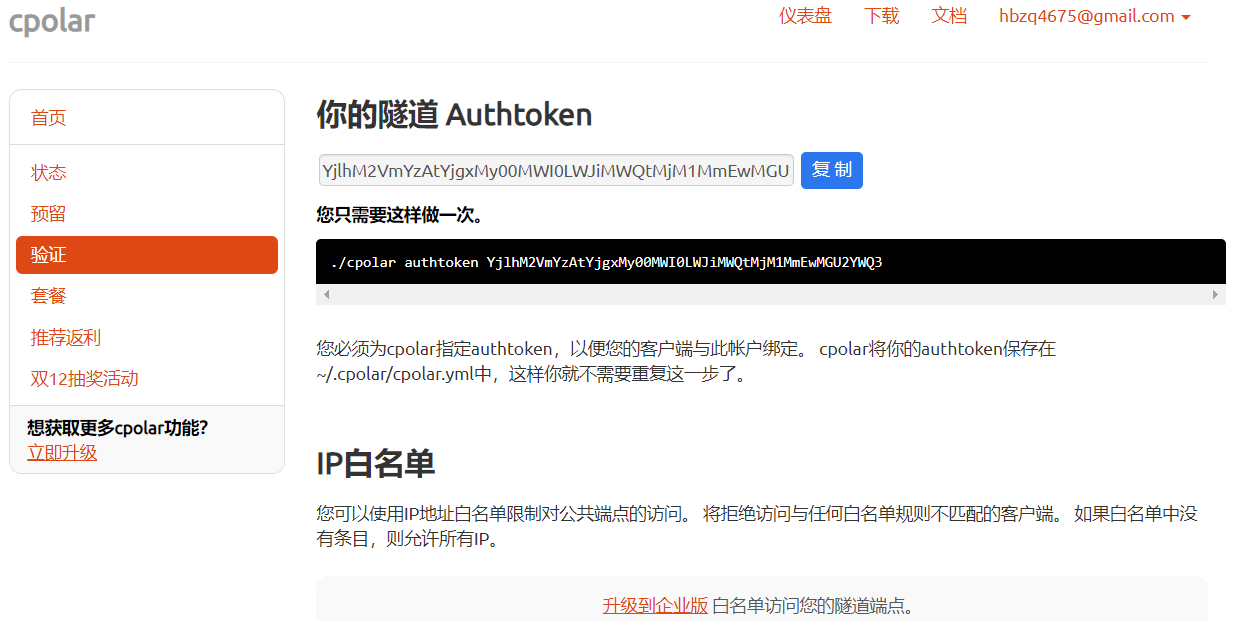 cpolar
仪表盘 下载 文档 hbzq4675@gmail.com
首页
状态
预留
验证
套餐
推荐返利
双12抽奖活动
想获取更多cpolar功能?
立即升级
你的隧道 Authtoken
YjlhM2VmYzAtYjgxMy00MWI0LWJiMWQtMjM1MmEwMGU 复制
您只需要这样做一次。
./cpolar authtoken YjlhM2VmYzAtYjgxMy00MWI0LWJiMWQtMjM1MmEwMGU2YWQ3
您必须为cpolar指定authtoken，以便您的客户端与此帐户绑定。 cpolar将你的authtoken保存在
~/.cpolar/cpolar.yml中，这样你就不需要重复这一步了。
IP白名单
您可以使用IP地址白名单限制对公共端点的访问。 将拒绝访问与任何白名单规则不匹配的客户端。 如果白名单中没
有条目，则允许所有IP。
升级到企业版 白名单访问您的隧道端点。